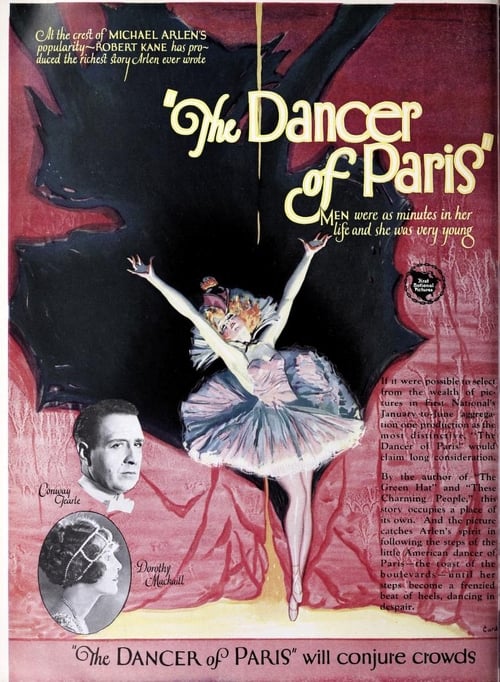 At the crest of MICHAEL ARLEN'S
popularity~ROBERT KANE has pro-
duced the richest story Arlen ever wrote
"The Dancer
of Paris"
MEN were as minutes in her
life and she was very young
First
National
Pictures
If it were possible to select
from the wealth of pic-
tures in First National's
January-to-June aggrega-
tion one production as the
most distinctive, "The
Dancer of Paris" would
claim long consideration.
By the author of "The
Green Hat" and "These
Charming People," this
story occupies a place of
its own. And the picture
catches Arlen's spirit in
following the steps of the
little American dancer of
Paris—the toast of the
boulevards—until her
steps become a frenzied
beat of heels, dancing in
despair.
Conway
Tearle
Dorothy
Mackaill
"The DANCER of PARIS" will conjure crowds